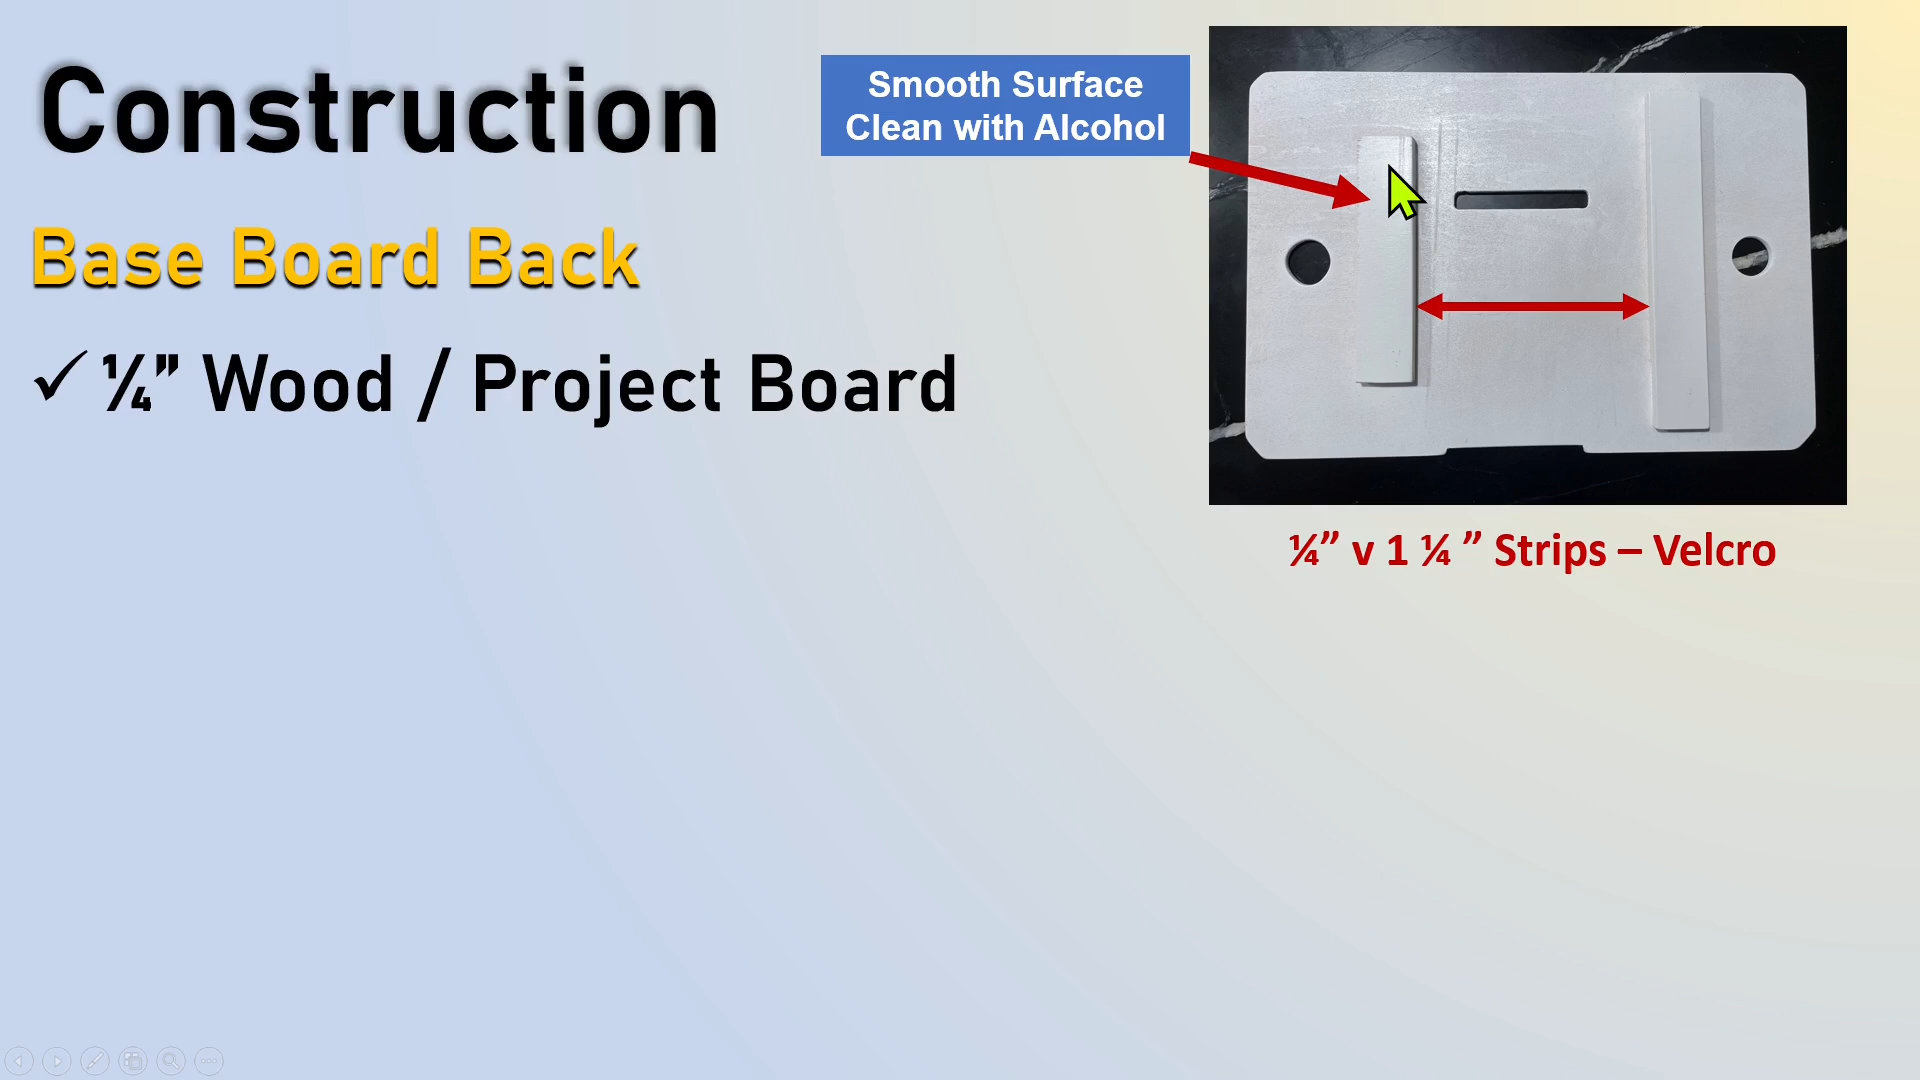 Construction
Smooth Surface
Clean with Alcohol
Base Board Back
✓ ¼” Wood / Project Board
¼” v 1 ¼ ” Strips – Velcro